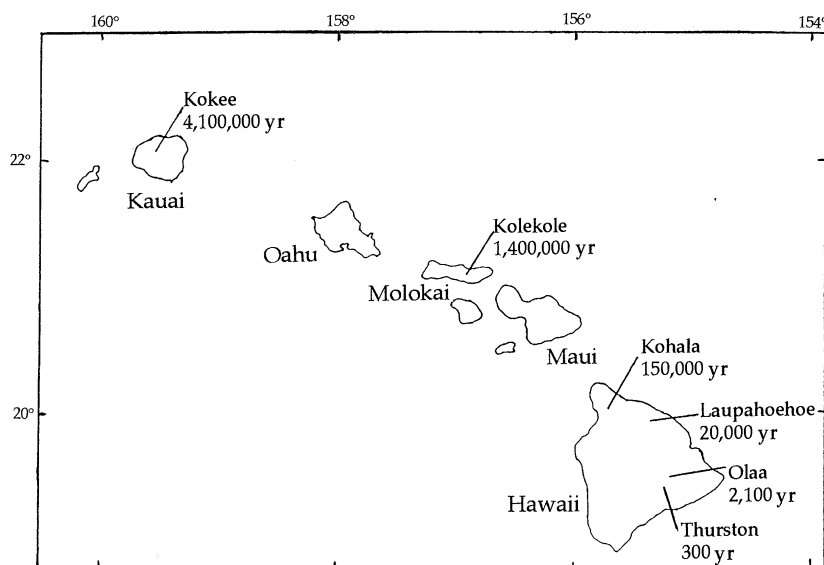 160°
158°
156°
154°
Kokee
4,100,000 yr
22°
Kauai
Kolekole
1,400,000 yr
Oahu
Molokai
Maui
Kohala
150,000 yr
20°
Laupahoehoe
20,000 yr
Olaa
2,100 yr
Hawaii
Thurston
300 yr